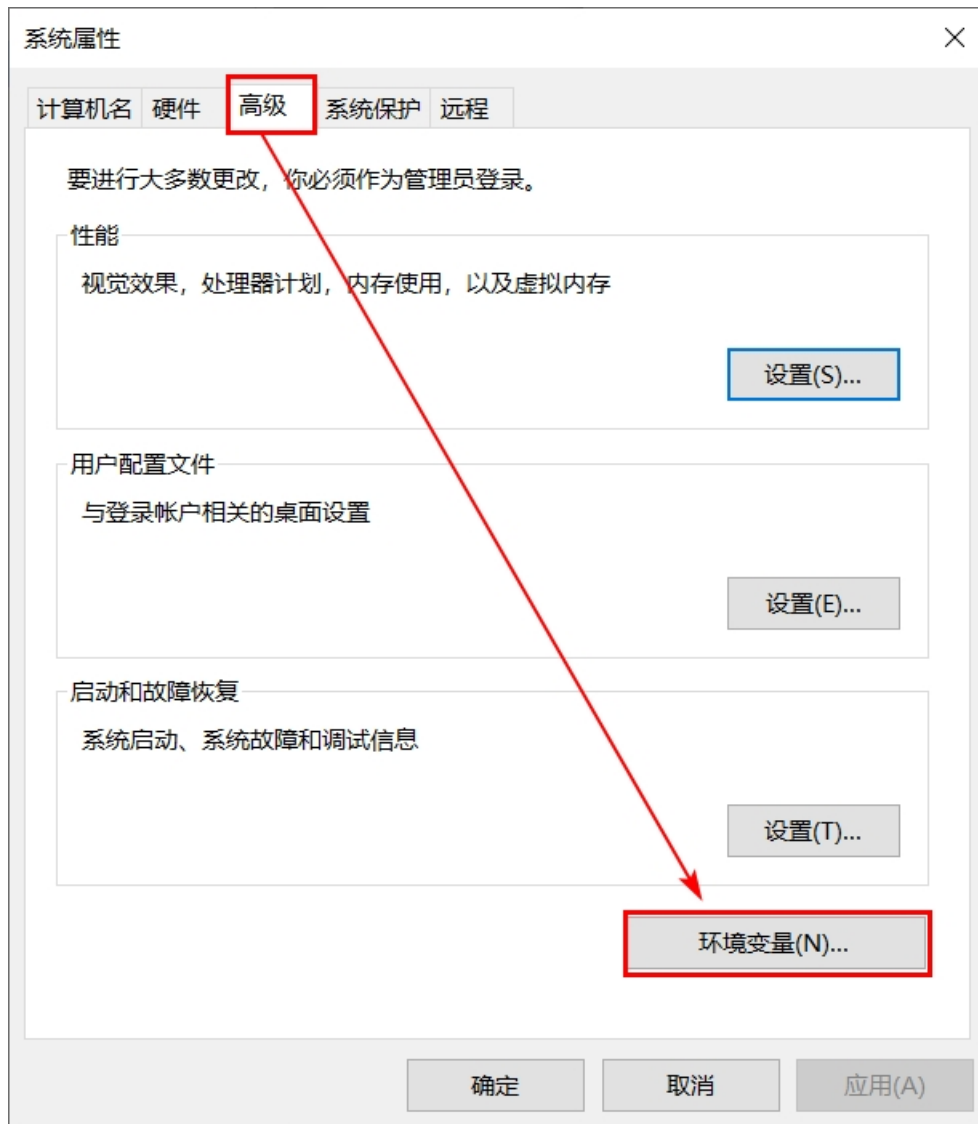 系统属性
计算机名 硬件 高级 系统保护 远程
要进行大多数更改，你必须作为管理员登录。
性能
视觉效果，处理器计划，内存使用，以及虚拟内存
设置(S)...
用户配置文件
与登录帐户相关的桌面设置
设置(E)...
启动和故障恢复
系统启动、系统故障和调试信息
设置(T)...
环境变量(N)...
确定 取消 应用(A)